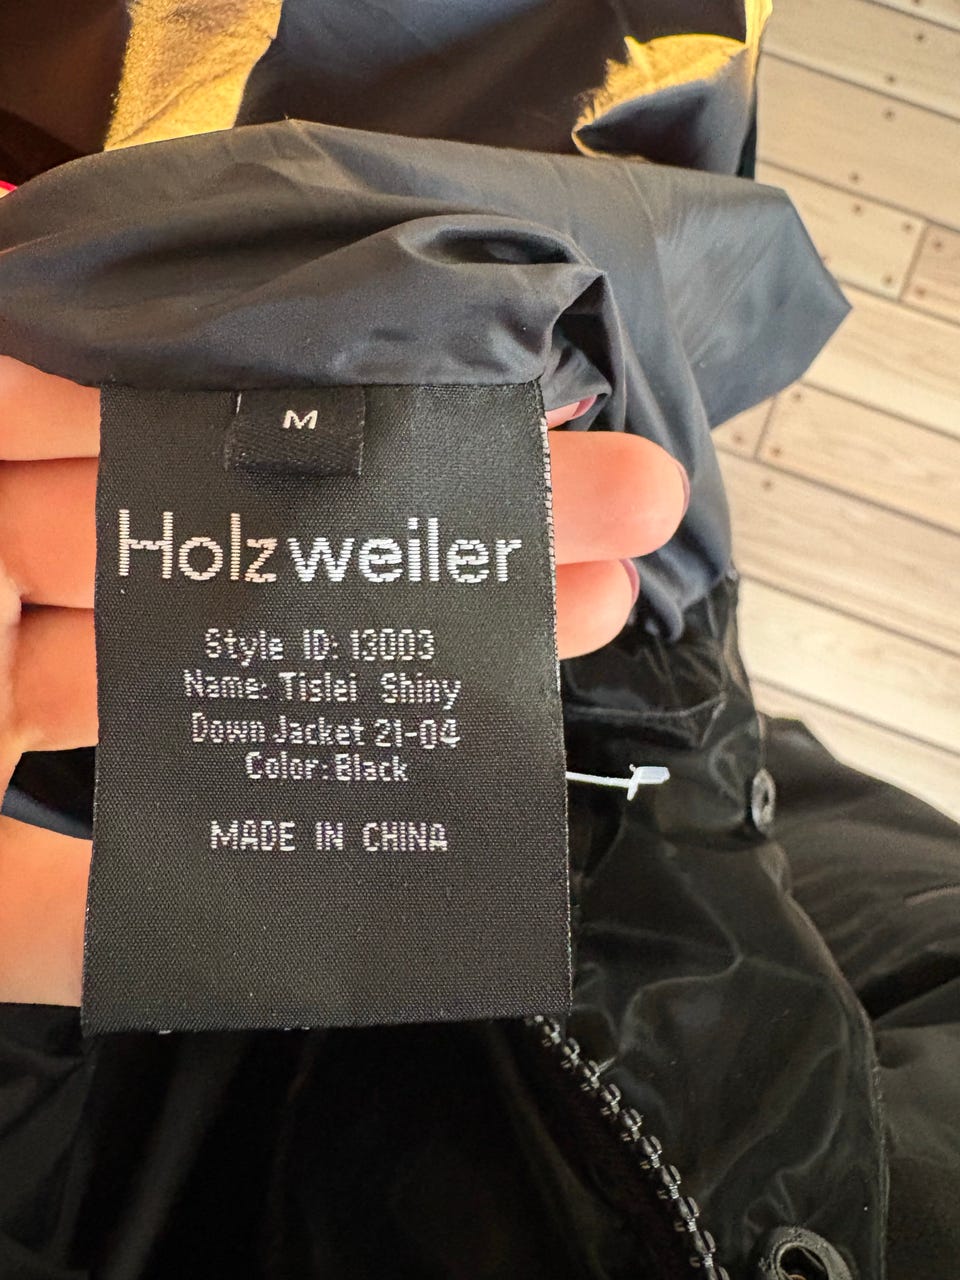 M
Holzweiler
Style ID: 13003
Name: Tislei Shiny
Down Jacket 21-04
Color: Black
MADE IN CHINA